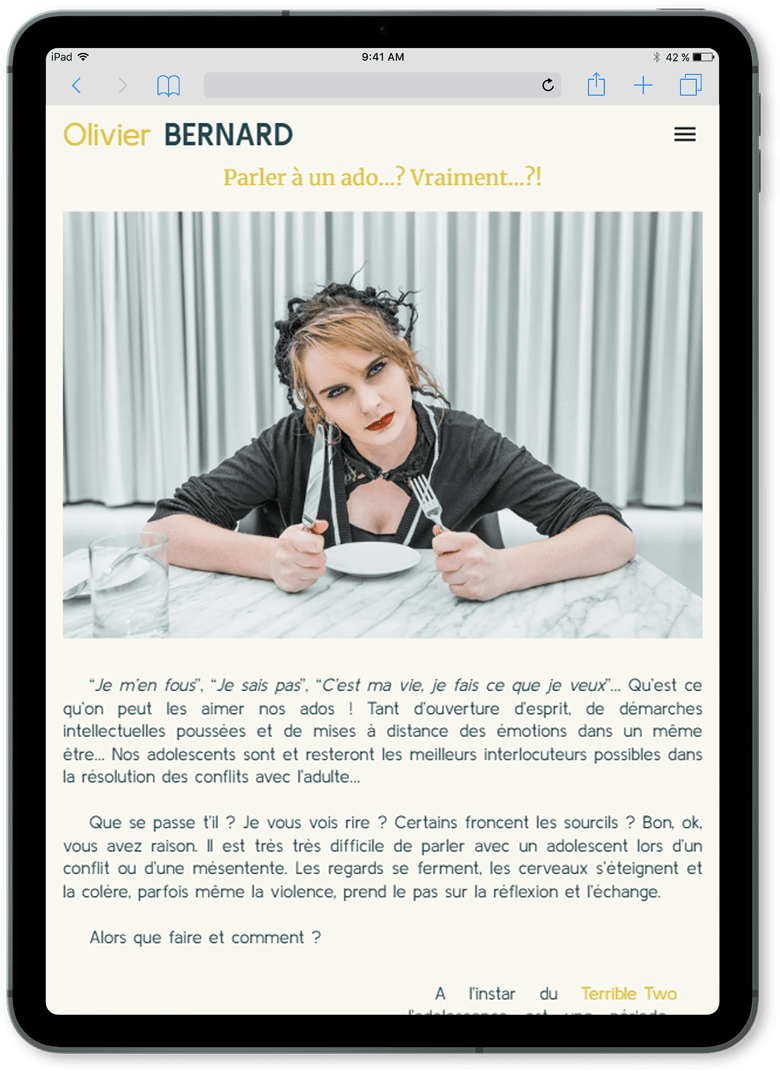 iPad 9:41 AM 42 %
Olivier BERNARD
Parler à un ado...? Vraiment...?!
“Je m'en fous”, “Je sais pas”, “C'est ma vie, je fais ce que je veux”... Qu'est ce
qu'on peut les aimer nos ados ! Tant d'ouverture d'esprit, de démarches
intellectuelles poussées et de mises à distance des émotions dans un même
être... Nos adolescents sont et resteront les meilleurs interlocuteurs possibles dans
la résolution des conflits avec l'adulte...
Que se passe t'il ? Je vous vois rire ? Certains froncent les sourcils ? Bon, ok,
vous avez raison. Il est très très difficile de parler avec un adolescent lors d'un
conflit ou d'une mésentente. Les regards se ferment, les cerveaux s'éteignent et
la colère, parfois même la violence, prend le pas sur la réflexion et l'échange.
Alors que faire et comment ?
A l'instar du Terrible Two
l'adolescence est une période